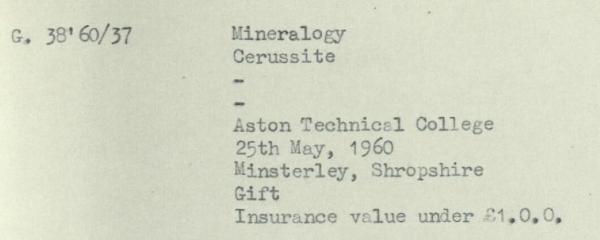 G. 38'60/37 Mineralogy
Cerussite
-
-
Aston Technical College
25th May, 1960
Minsterley, Shropshire
Gift
Insurance value under £1.0.0.